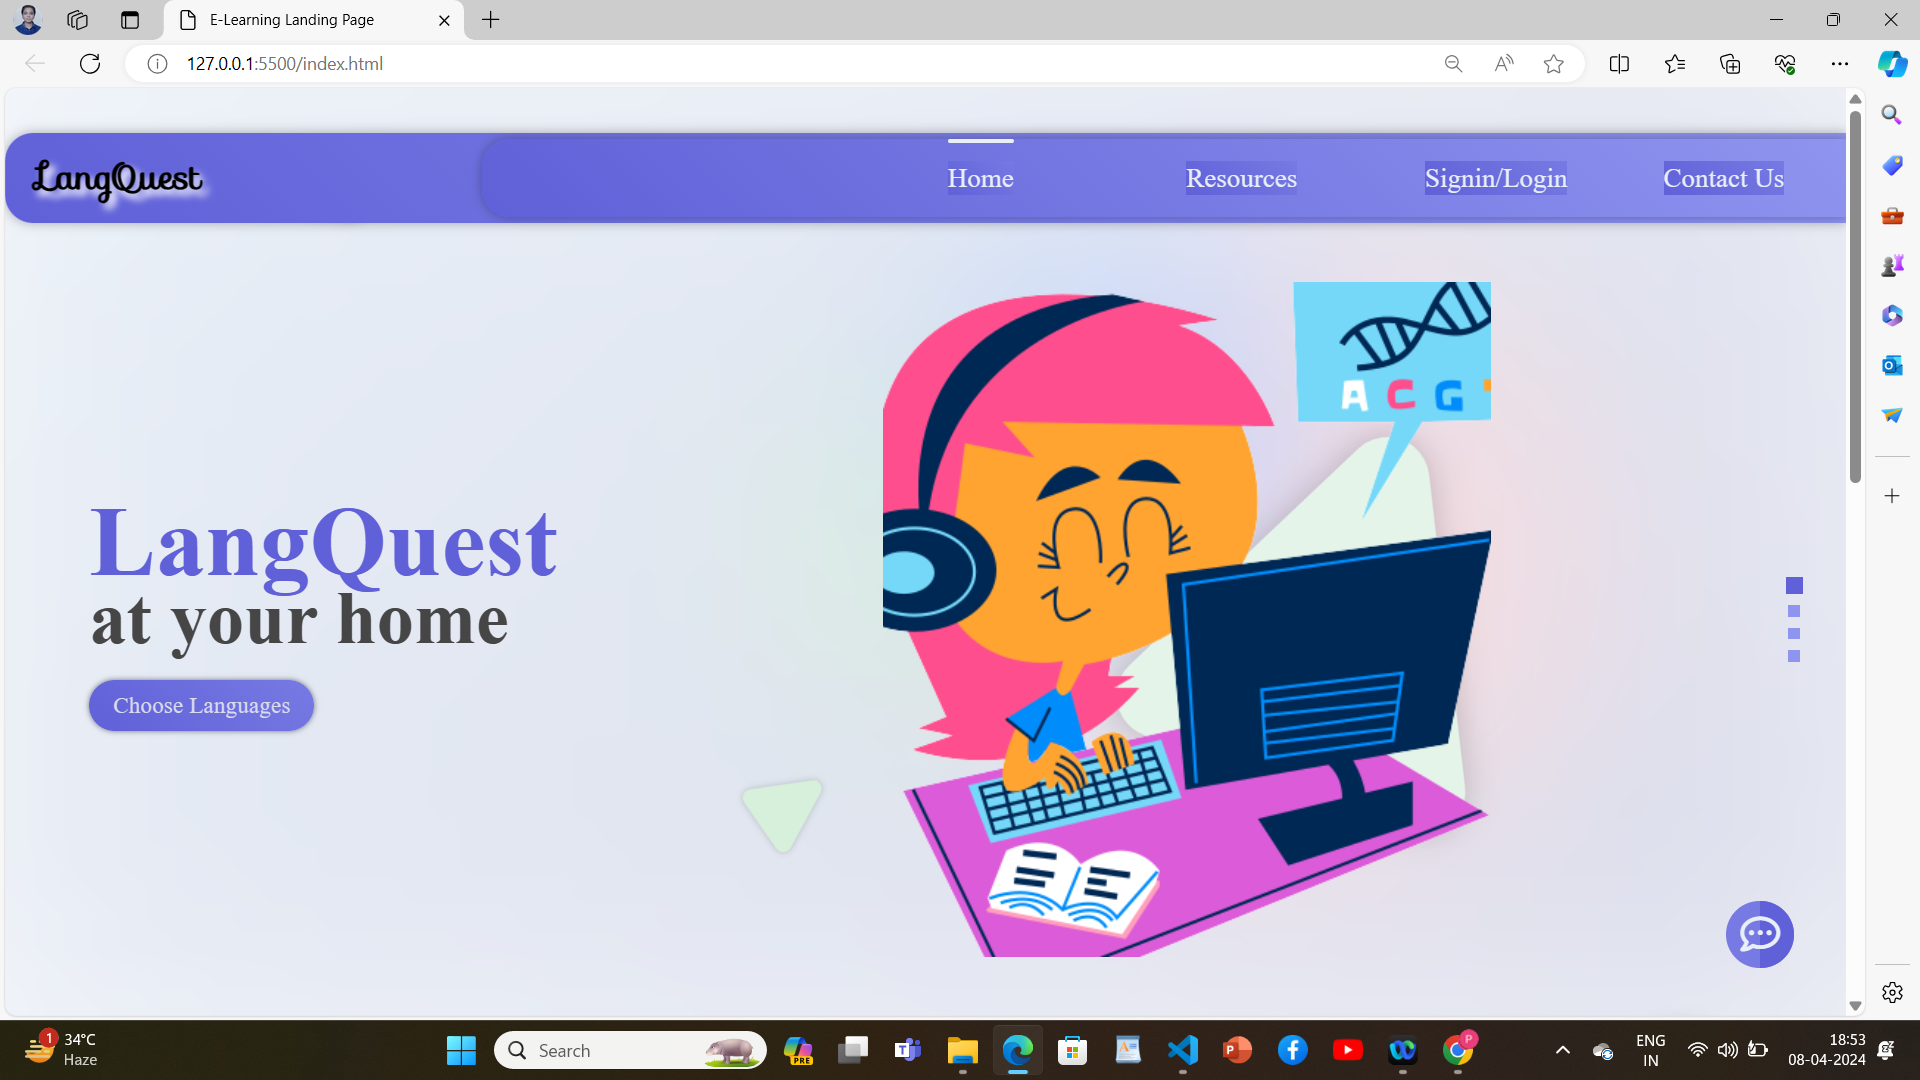 E-Learning Landing Page
127.0.0.1:5500/index.html
LangQuest
Home
Resources
Signin/Login
Contact Us
A C G
LangQuest
at your home
Choose Languages
1
34°C
Haze
Search
PRE
P
ENG
IN
18:53
08-04-2024